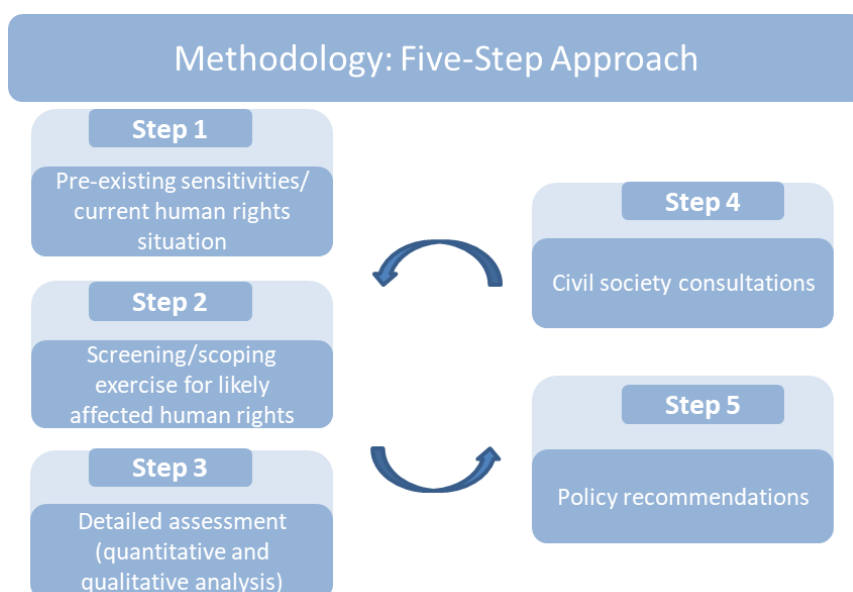 Methodology: Five-Step Approach
Step 1
Pre-existing sensitivities/
current human rights
situation
Step 2
Screening/scoping
exercise for likely
affected human rights
Step 3
Detailed assessment
(quantitative and
qualitative analysis)
Step 4
Civil society consultations
Step 5
Policy recommendations